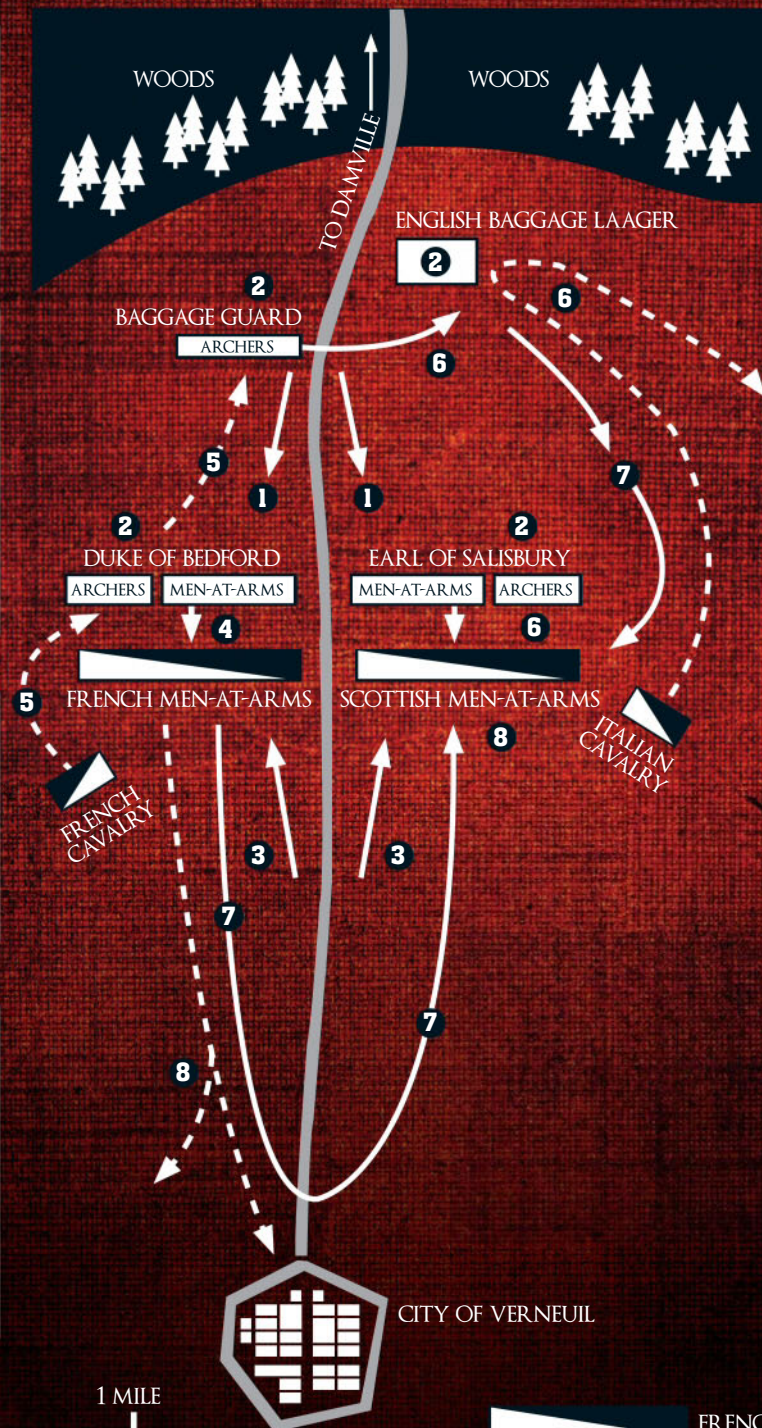 WOODS
WOODS
TO DAMVILLE
ENGLISH BAGGAGE LAAGER
2
2
6
BAGGAGE GUARD
ARCHERS
6
5
7
1
1
2
2
DUKE OF BEDFORD
EARL OF SALISBURY
ARCHERS
MEN-AT-ARMS
MEN-AT-ARMS
ARCHERS
4
6
5
FRENCH MEN-AT-ARMS
SCOTTISH MEN-AT-ARMS
8
ITALIAN
CAVALRY
FRENCH
CAVALRY
3
3
7
7
8
CITY OF VERNEUIL
1 MILE
FRENC